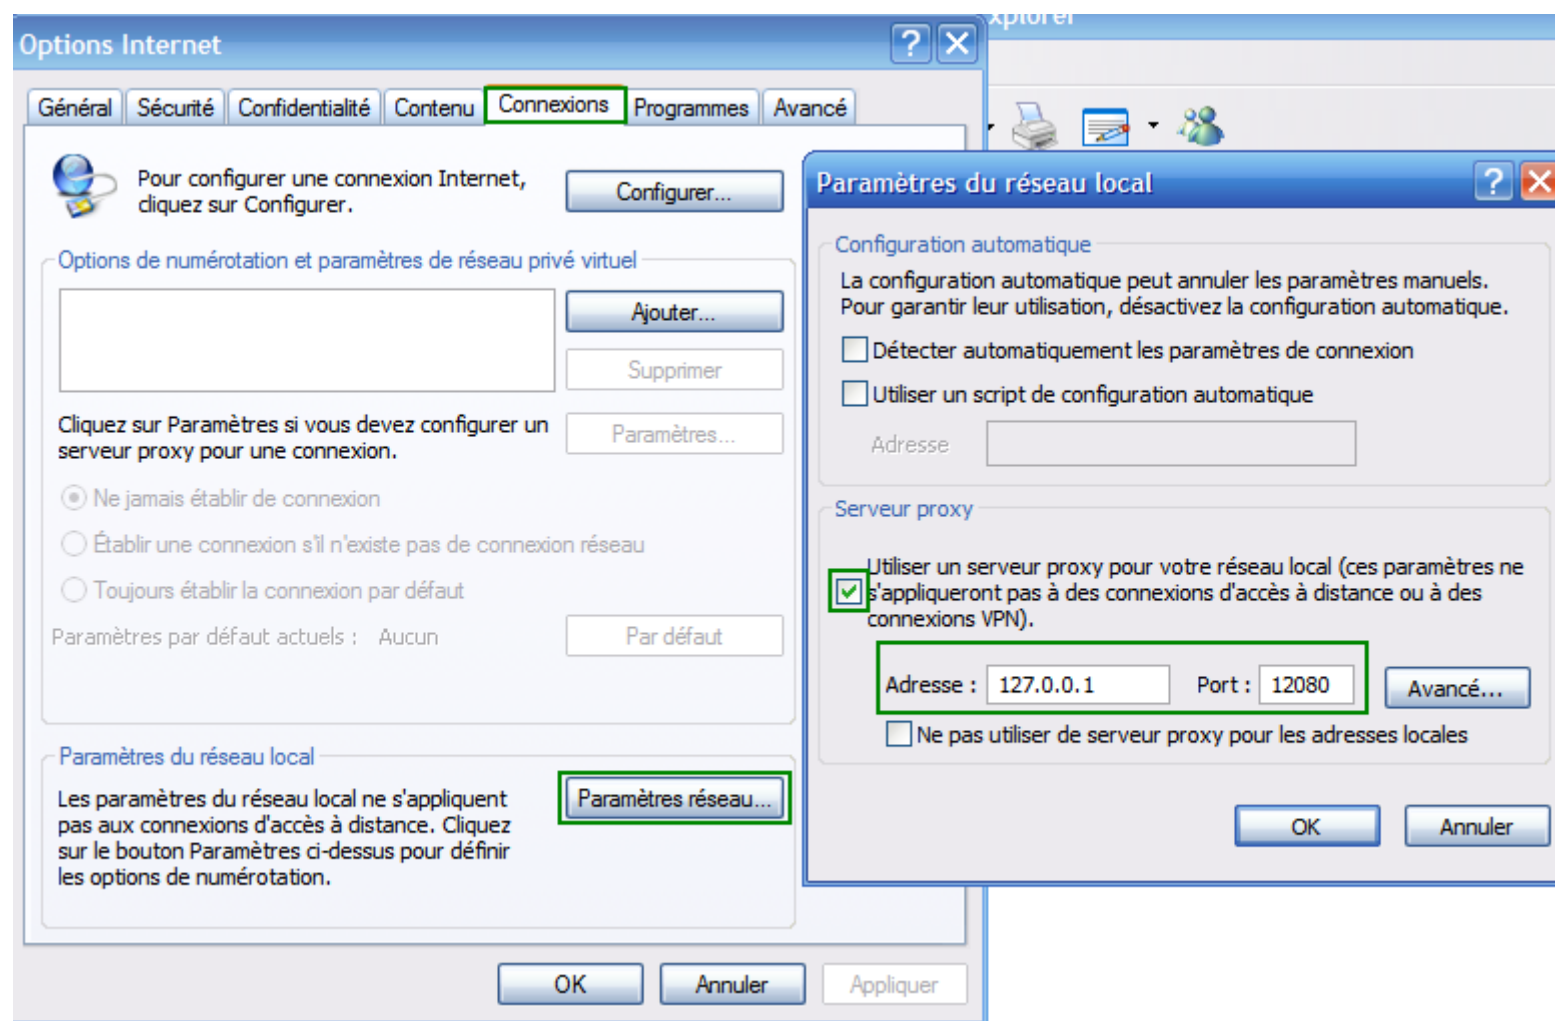 xplorer
Options Internet
Général Sécurité Confidentialité Contenu Connexions Programmes Avancé
Pour configurer une connexion Internet,
cliquez sur Configurer.
Configurer...
Options de numérotation et paramètres de réseau privé virtuel
Ajouter...
Supprimer
Cliquez sur Paramètres si vous devez configurer un
serveur proxy pour une connexion.
Paramètres...
Ne jamais établir de connexion
Établir une connexion s'il n'existe pas de connexion réseau
Toujours établir la connexion par défaut
Paramètres par défaut actuels : Aucun
Par défaut
Paramètres du réseau local
Les paramètres du réseau local ne s'appliquent
pas aux connexions d'accès à distance. Cliquez
sur le bouton Paramètres ci-dessus pour définir
les options de numérotation.
Paramètres réseau...
OK Annuler Appliquer
Paramètres du réseau local
Configuration automatique
La configuration automatique peut annuler les paramètres manuels.
Pour garantir leur utilisation, désactivez la configuration automatique.
Détecter automatiquement les paramètres de connexion
Utiliser un script de configuration automatique
Adresse
Serveur proxy
Utiliser un serveur proxy pour votre réseau local (ces paramètres ne
s'appliqueront pas à des connexions d'accès à distance ou à des
connexions VPN).
Adresse : 127.0.0.1 Port : 12080 Avancé...
Ne pas utiliser de serveur proxy pour les adresses locales
OK Annuler